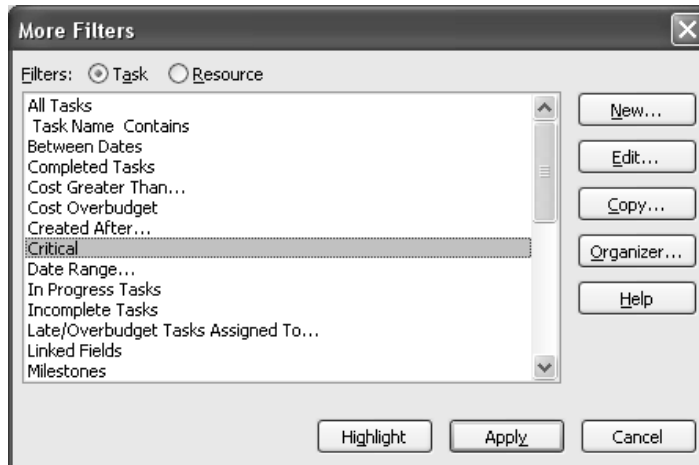 More Filters
Filters: Task Resource
All Tasks
Task Name Contains
Between Dates
Completed Tasks
Cost Greater Than...
Cost Overbudget
Created After...
Critical
Date Range...
In Progress Tasks
Incomplete Tasks
Late/Overbudget Tasks Assigned To...
Linked Fields
Milestones
New...
Edit...
Copy...
Organizer...
Help
Highlight Apply Cancel